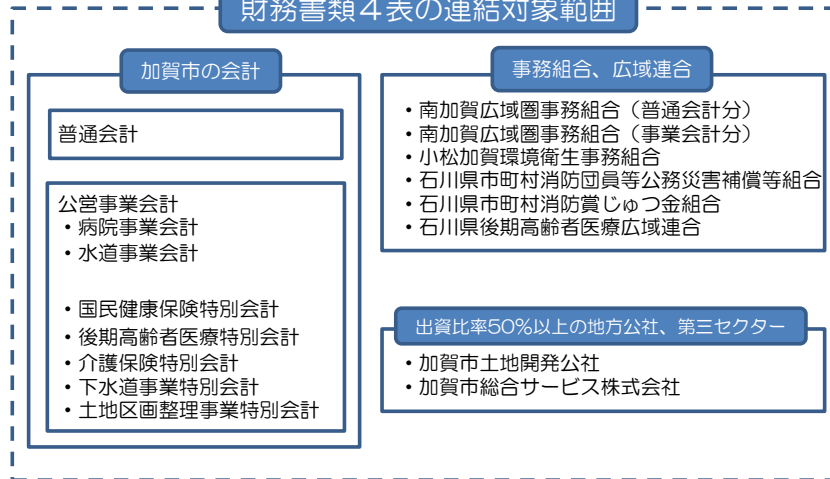 財務書類４表の連結対象範囲
加賀市の会計
普通会計
公営事業会計
・病院事業会計
・水道事業会計
・国民健康保険特別会計
・後期高齢者医療特別会計
・介護保険特別会計
・下水道事業特別会計
・土地区画整理事業特別会計
事務組合、広域連合
・南加賀広域圏事務組合（普通会計分）
・南加賀広域圏事務組合（事業会計分）
・小松加賀環境衛生事務組合
・石川県市町村消防団員等公務災害補償等組合
・石川県市町村消防賞じゅつ金組合
・石川県後期高齢者医療広域連合
出資比率50％以上の地方公社、第三セクター
・加賀市土地開発公社
・加賀市総合サービス株式会社